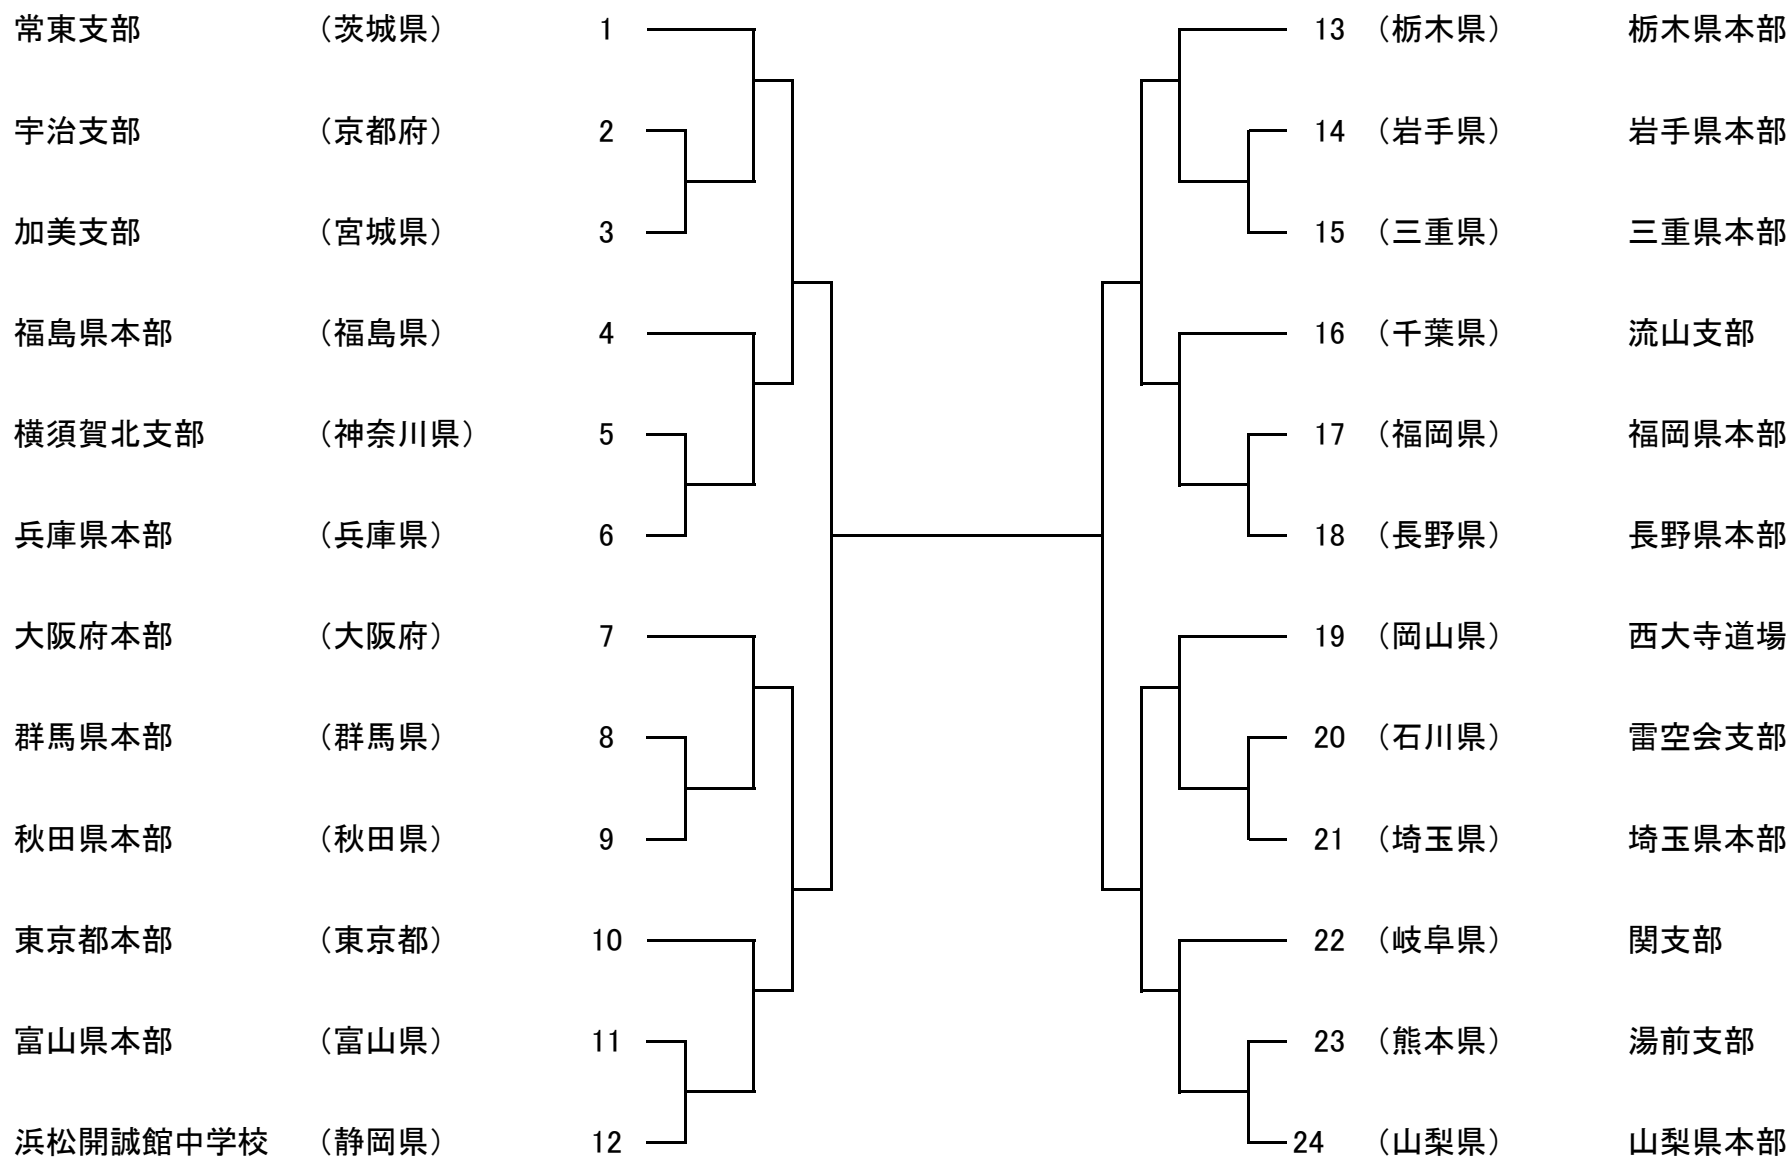 常東支部 （茨城県） 1 13 （栃木県） 栃木県本部
宇治支部 （京都府） 2 14 （岩手県） 岩手県本部
加美支部 （宮城県） 3 15 （三重県） 三重県本部
福島県本部 （福島県） 4 16 （千葉県） 流山支部
横須賀北支部 （神奈川県） 5 17 （福岡県） 福岡県本部
兵庫県本部 （兵庫県） 6 18 （長野県） 長野県本部
大阪府本部 （大阪府） 7 19 （岡山県） 西大寺道場
群馬県本部 （群馬県） 8 20 （石川県） 雷空会支部
秋田県本部 （秋田県） 9 21 （埼玉県） 埼玉県本部
東京都本部 （東京都） 10 22 （岐阜県） 関支部
富山県本部 （富山県） 11 23 （熊本県） 湯前支部
浜松開誠館中学校 （静岡県） 12 24 （山梨県） 山梨県本部